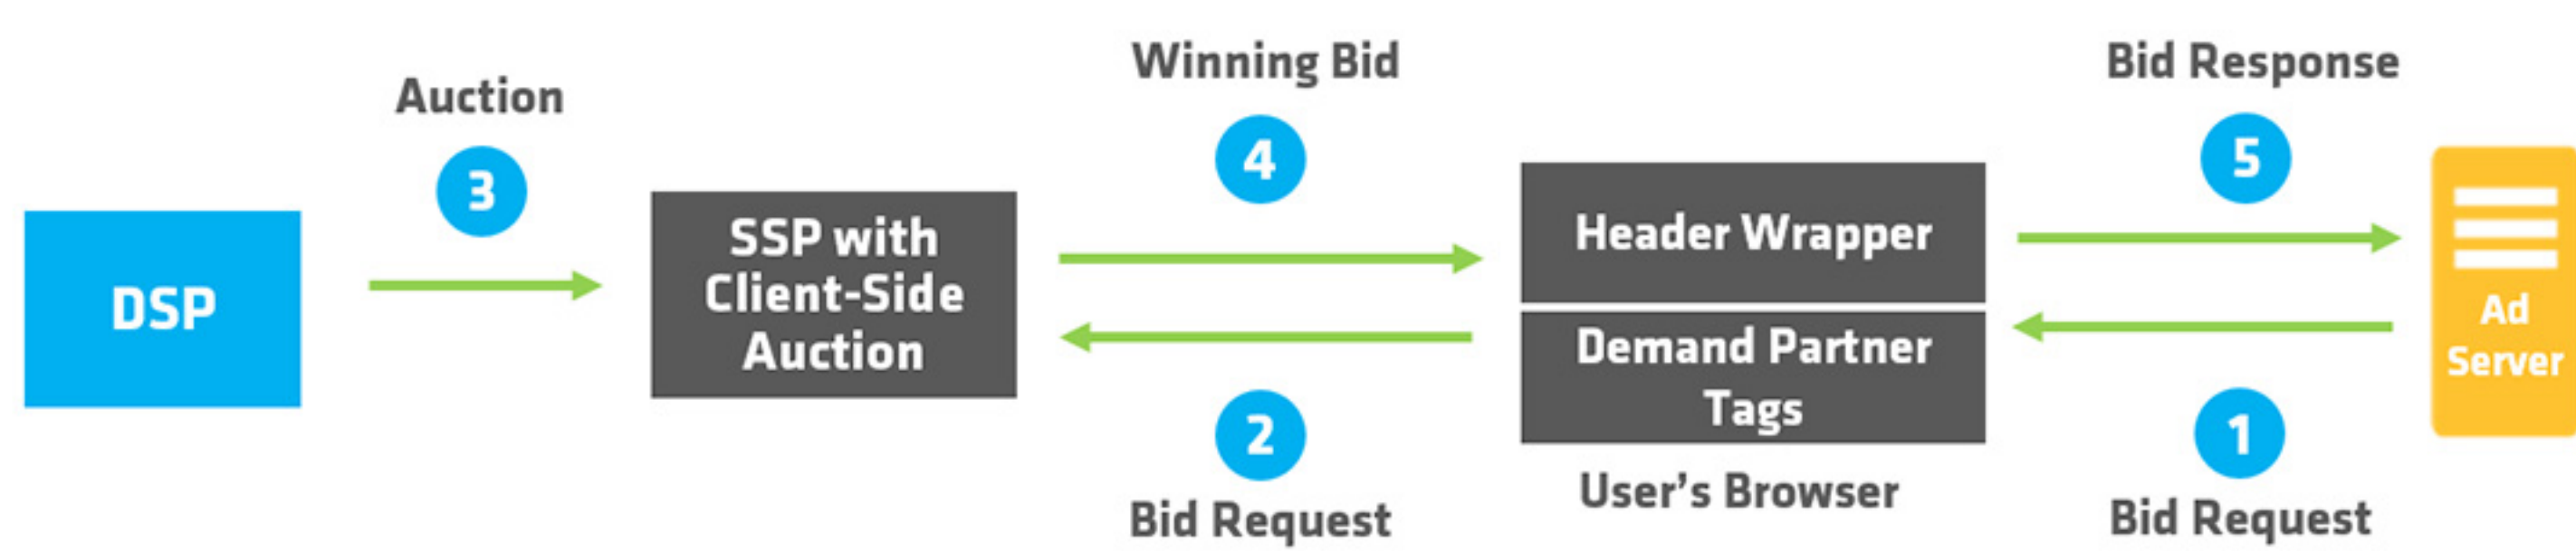 Auction
3
DSP
SSP with
Client-Side
Auction
Winning Bid
4
2
Bid Request
Header Wrapper
Demand Partner
Tags
User's Browser
Bid Response
5
1
Bid Request
Ad
Server